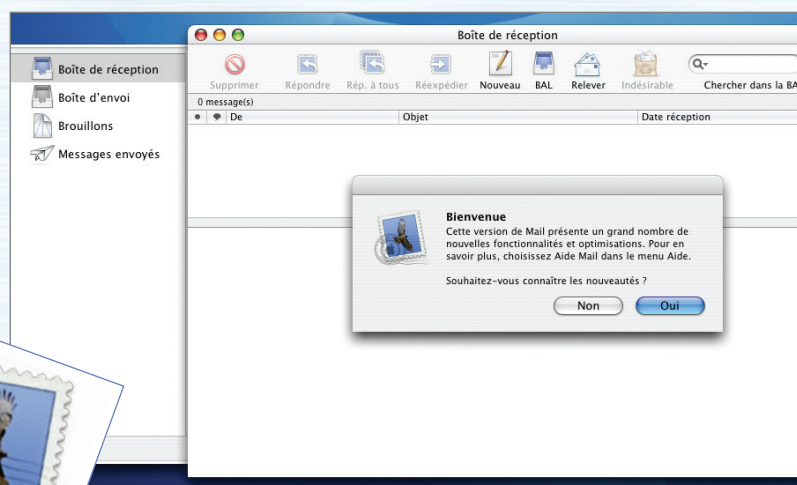 Boîte de réception
Boîte d'envoi
Brouillons
Messages envoyés
Boîte de réception
Supprimer Répondre Rép. à tous Réexpédier Nouveau BAL Relever Indésirable Chercher dans la BA
0 message(s)
De Objet Date réception
Bienvenue
Cette version de Mail présente un grand nombre de
nouvelles fonctionnalités et optimisations. Pour en
savoir plus, choisissez Aide Mail dans le menu Aide.
Souhaitez-vous connaître les nouveautés ?
Non Oui